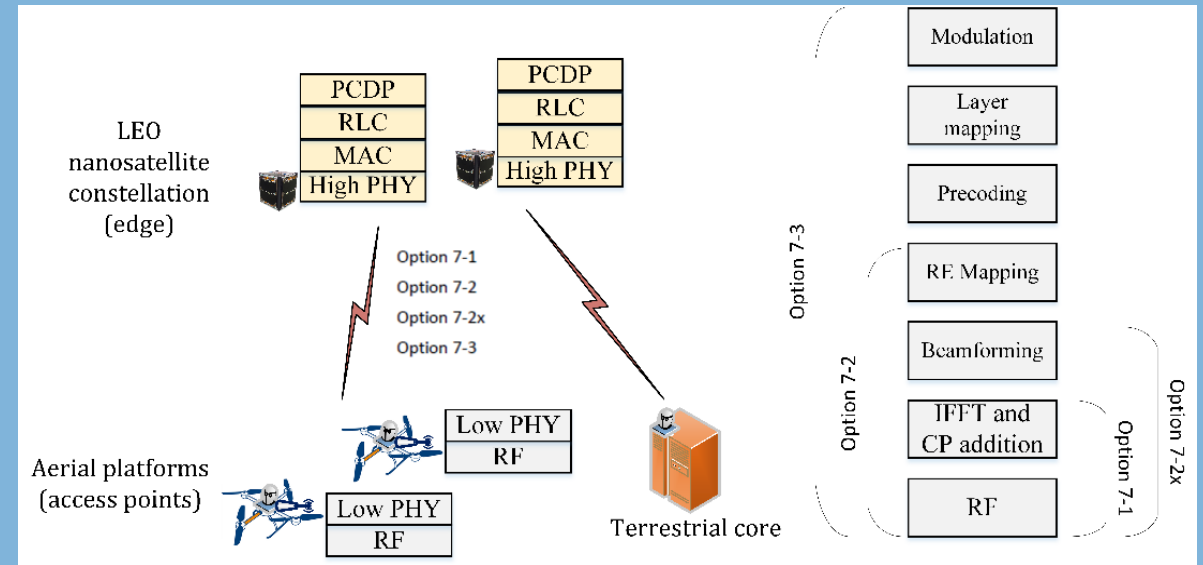 LEO
nanosatellite
constellation
(edge)
PCDP
RLC
MAC
High PHY
PCDP
RLC
MAC
High PHY
Option 7-1
Option 7-2
Option 7-2x
Option 7-3
Aerial platforms
(access points)
Low PHY
RF
Low PHY
RF
Terrestrial core
Option 7-3
Option 7-2
Modulation
Layer
mapping
Precoding
RE Mapping
Beamforming
IFFT and
CP addition
RF
Option 7-1
Option 7-2x